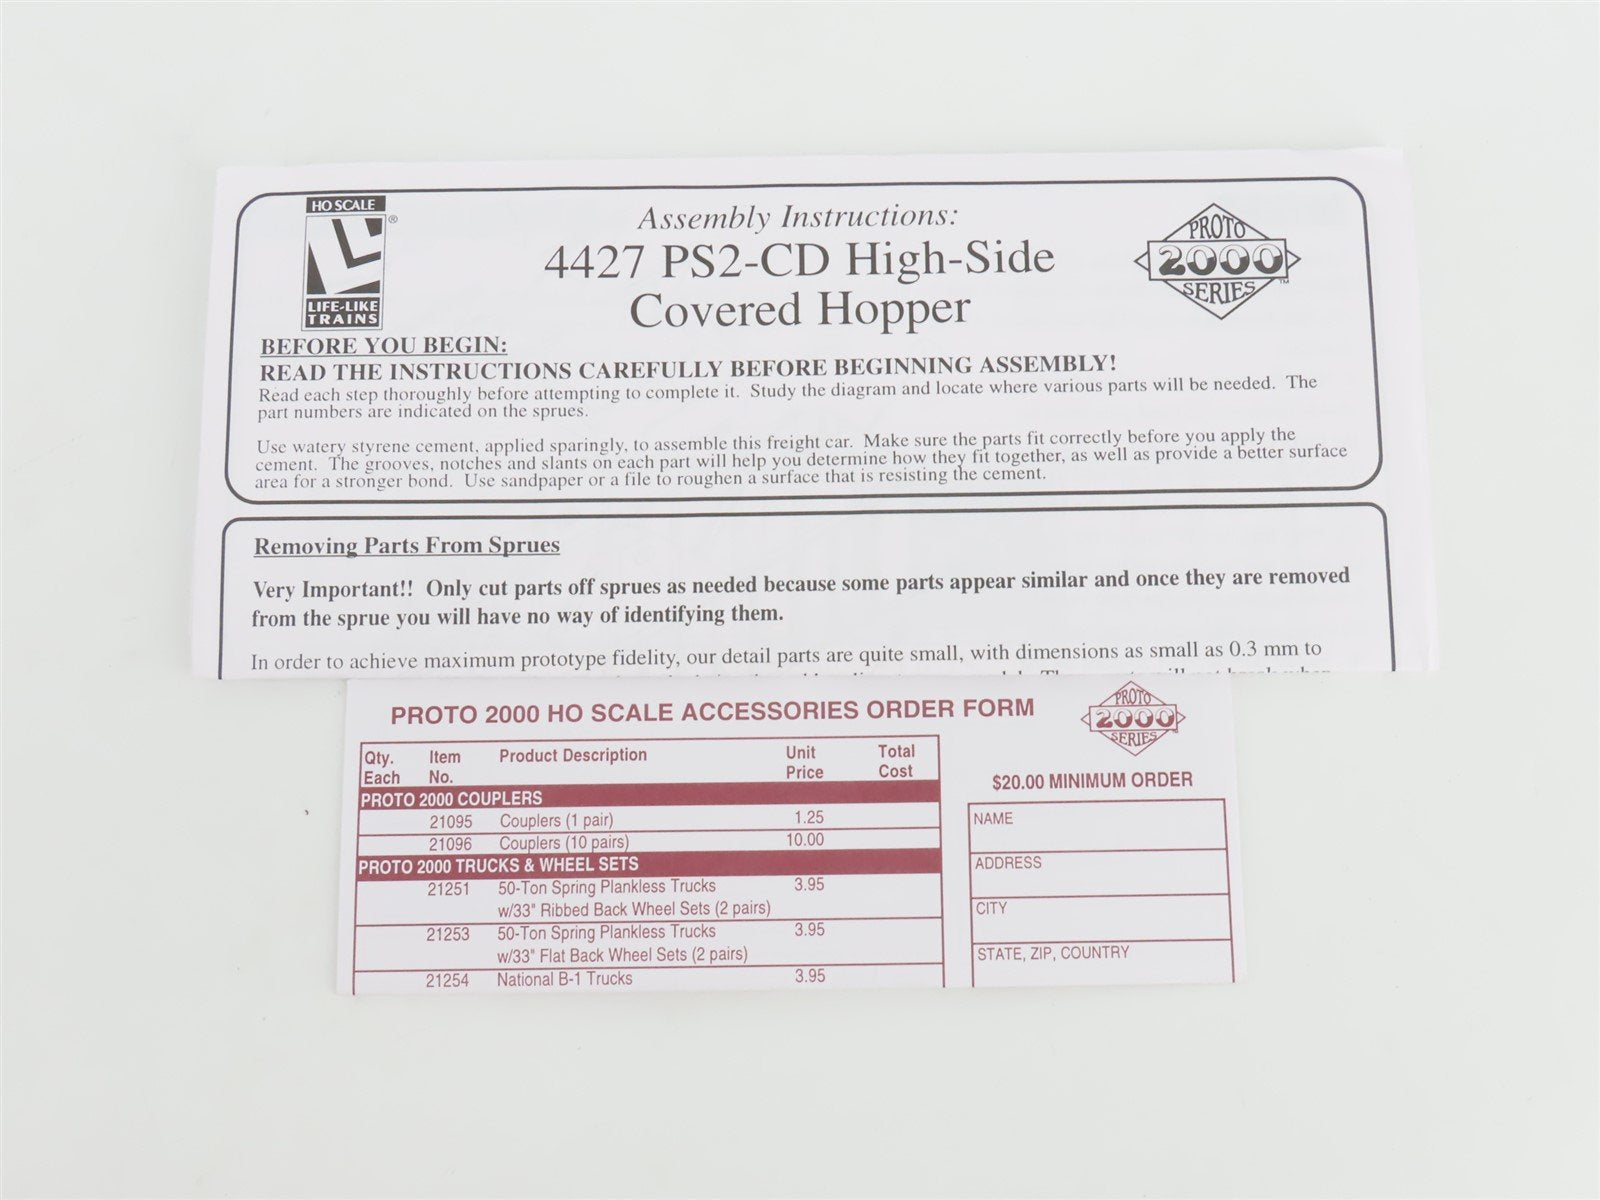 HO SCALE
®
LIFE-LIKE
TRAINS
Assembly Instructions:
4427 PS2-CD High-Side
Covered Hopper
PROTO
2000
SERIES
™
BEFORE YOU BEGIN:
READ THE INSTRUCTIONS CAREFULLY BEFORE BEGINNING ASSEMBLY!
Read each step thoroughly before attempting to complete it. Study the diagram and locate where various parts will be needed. The
part numbers are indicated on the sprues.
Use watery styrene cement, applied sparingly, to assemble this freight car. Make sure the parts fit correctly before you apply the
cement. The grooves, notches and slants on each part will help you determine how they fit together, as well as provide a better surface
area for a stronger bond. Use sandpaper or a file to roughen a surface that is resisting the cement.
Removing Parts From Sprues
Very Important!! Only cut parts off sprues as needed because some parts appear similar and once they are removed
from the sprue you will have no way of identifying them.
In order to achieve maximum prototype fidelity, our detail parts are quite small, with dimensions as small as 0.3 mm to
PROTO 2000 HO SCALE ACCESSORIES ORDER FORM
PROTO
2000
SERIES
Qty. Each Item No. Product Description Unit Price Total Cost
PROTO 2000 COUPLERS
21095 Couplers (1 pair) 1.25
21096 Couplers (10 pairs) 10.00
PROTO 2000 TRUCKS & WHEEL SETS
21251 50-Ton Spring Plankless Trucks 3.95
w/33" Ribbed Back Wheel Sets (2 pairs)
21253 50-Ton Spring Plankless Trucks 3.95
w/33" Flat Back Wheel Sets (2 pairs)
21254 National B-1 Trucks 3.95
$20.00 MINIMUM ORDER
NAME
ADDRESS
CITY
STATE, ZIP, COUNTRY